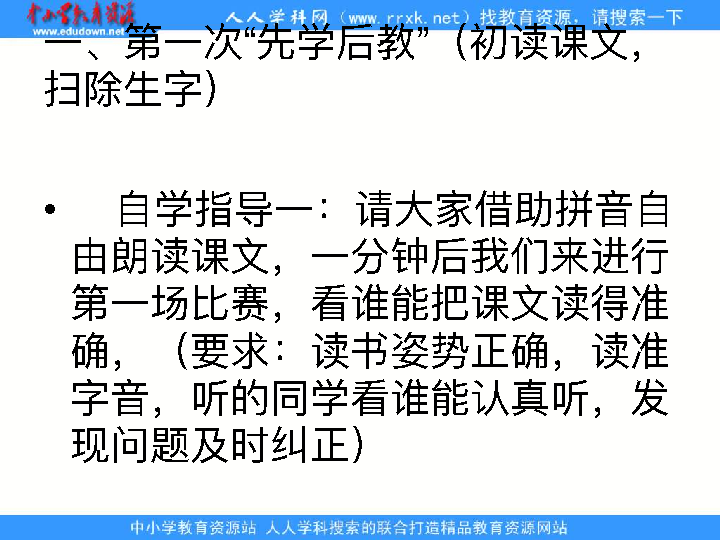 中小学教育资源
www.edudown.net
人人学科网（www.rrxk.net）找教育资源，请搜索一下
一、第一次“先学后教”（初读课文，
扫除生字）
• 自学指导一：请大家借助拼音自
由朗读课文，一分钟后我们来进行
第一场比赛，看谁能把课文读得准
确，（要求：读书姿势正确，读准
字音，听的同学看谁能认真听，发
现问题及时纠正）
中小学教育资源站 人人学科搜索的联合打造精品教育资源网站